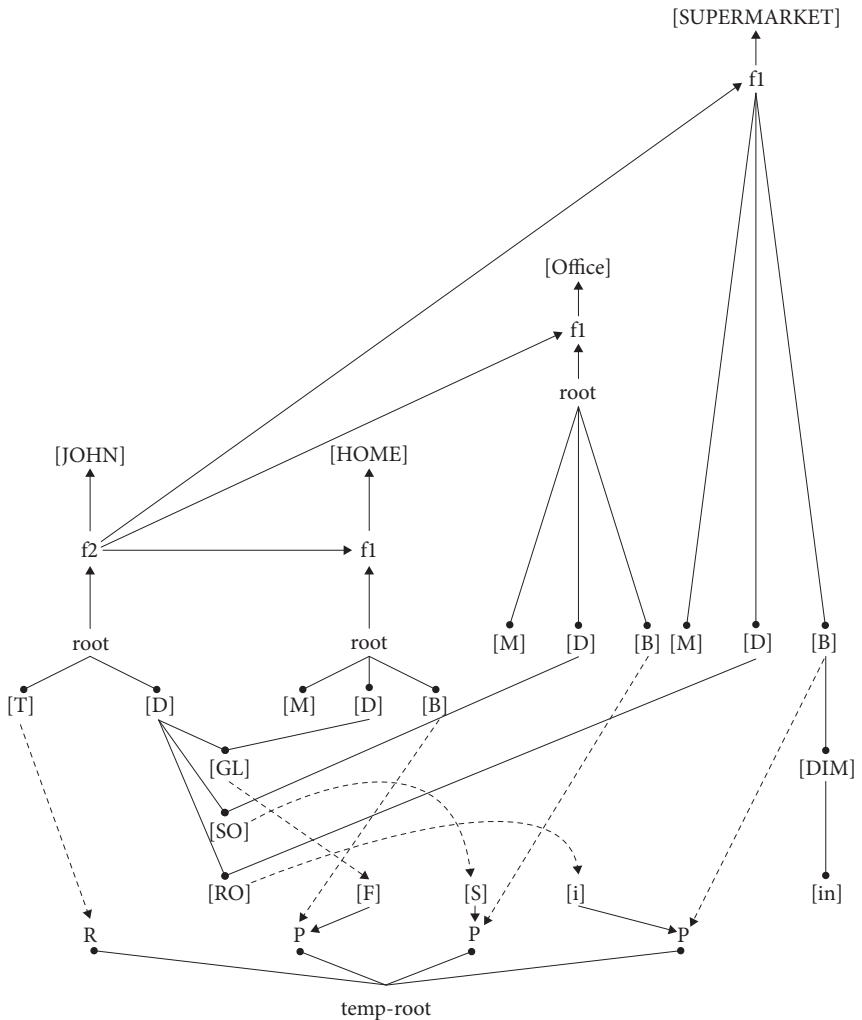 [SUPERMARKET]
f1
[Office]
f1
root
[JOHN] [HOME]
f2 f1
root root [M] [D] [B] [M] [D] [B]
[T] [D] [M] [D] [B]
[GL] [DIM]
[SO]
[RO] [F] [S] [i] [in]
R P P P
temp-root